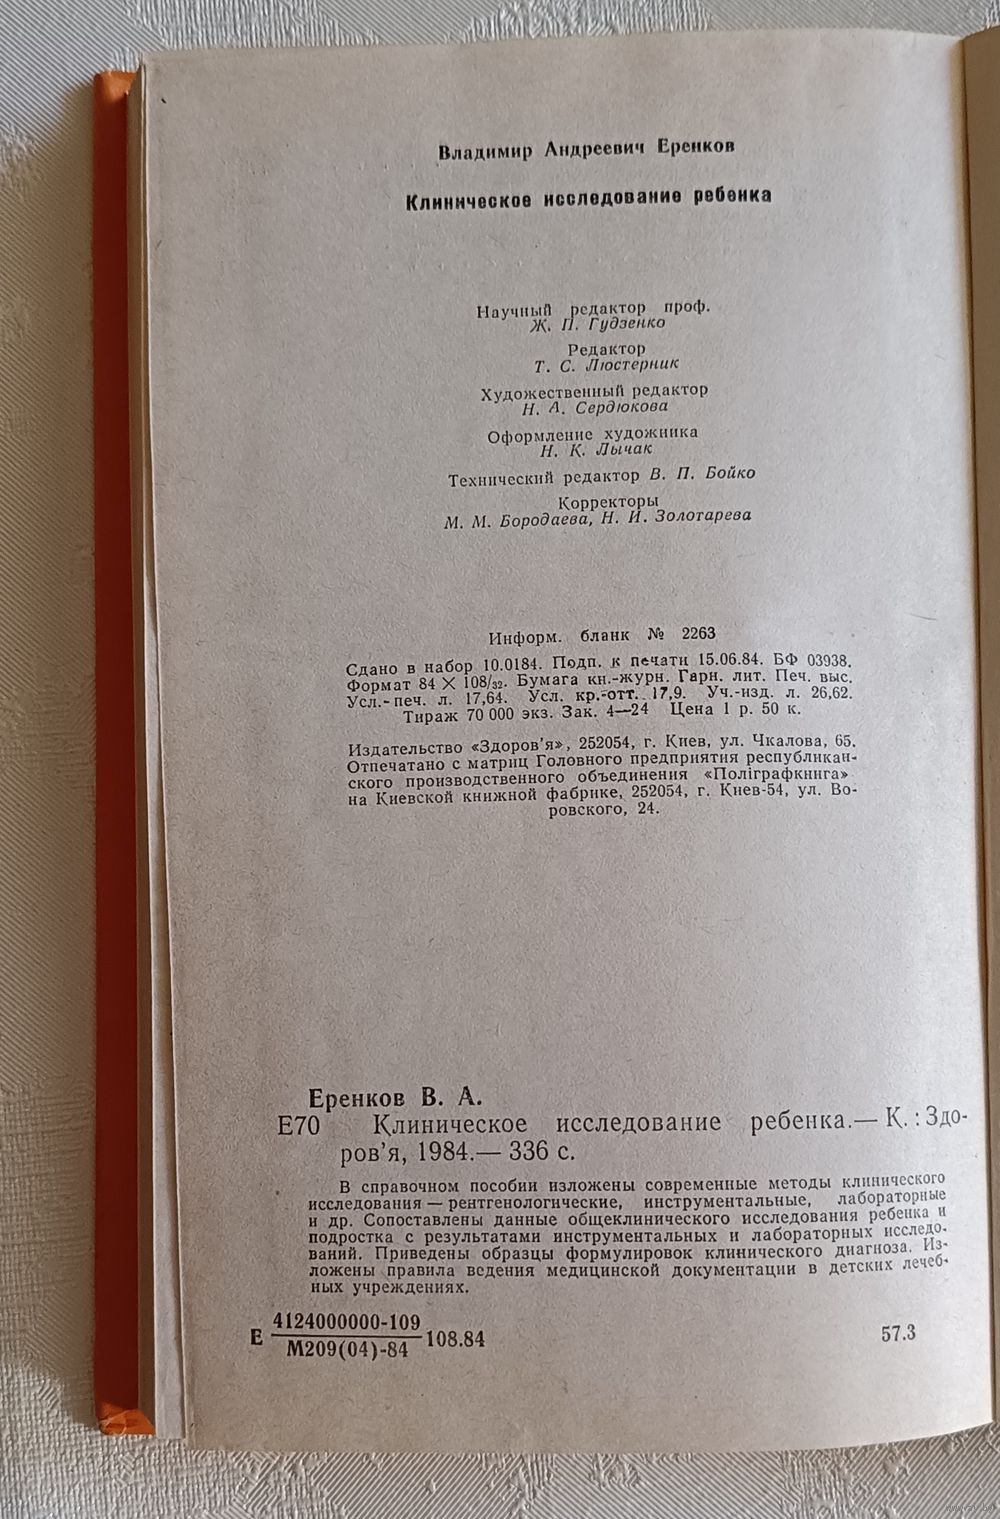 Владимир Андреевич Еренков
Клиническое исследование ребенка
Научный редактор проф.
Ж. П. Гудзенко
Редактор
Т. С. Люстерник
Художественный редактор
Н. А. Сердюкова
Оформление художника
Н. К. Лычак
Технический редактор В. П. Бойко
Корректоры
М. М. Бородаева, Н. И. Золотарева
Информ. бланк № 2263
Сдано в набор 10.0184. Подп. к печати 15.06.84. БФ 03938.
Формат 84 × 108/32. Бумага кн.-журн. Гарн. лит. Печ. выс.
Усл.-печ. л. 17,64. Усл. кр.-отт. 17,9. Уч.-изд. л. 26,62.
Тираж 70 000 экз. Зак. 4—24 Цена 1 р. 50 к.
Издательство «Здоров'я», 252054, г. Киев, ул. Чкалова, 65.
Отпечатано с матриц Головного предприятия республикан-
ского производственного объединения «Поліграфкнига»
на Киевской книжной фабрике, 252054, г. Киев-54, ул. Во-
ровского, 24.
Еренков В. А.
Е70 Клиническое исследование ребенка.— К. : Здо-
ров'я, 1984.— 336 с.
В справочном пособии изложены современные методы клинического
исследования — рентгенологические, инструментальные, лабораторные
и др. Сопоставлены данные общеклинического исследования ребенка и
подростка с результатами инструментальных и лабораторных исследо-
ваний. Приведены образцы формулировок клинического диагноза. Из-
ложены правила ведения медицинской документации в детских лечеб-
ных учреждениях.
4124000000-109
Е М209(04)-84 108.84
57.3